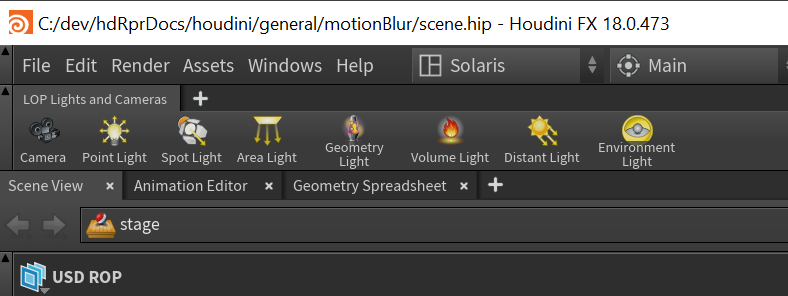 C:/dev/hdRprDocs/houdini/general/motionBlur/scene.hip - Houdini FX 18.0.473
File Edit Render Assets Windows Help Solaris Main
LOP Lights and Cameras
Camera Point Light Spot Light Area Light Geometry Light Volume Light Distant Light Environment Light
Scene View Animation Editor Geometry Spreadsheet
stage
USD ROP